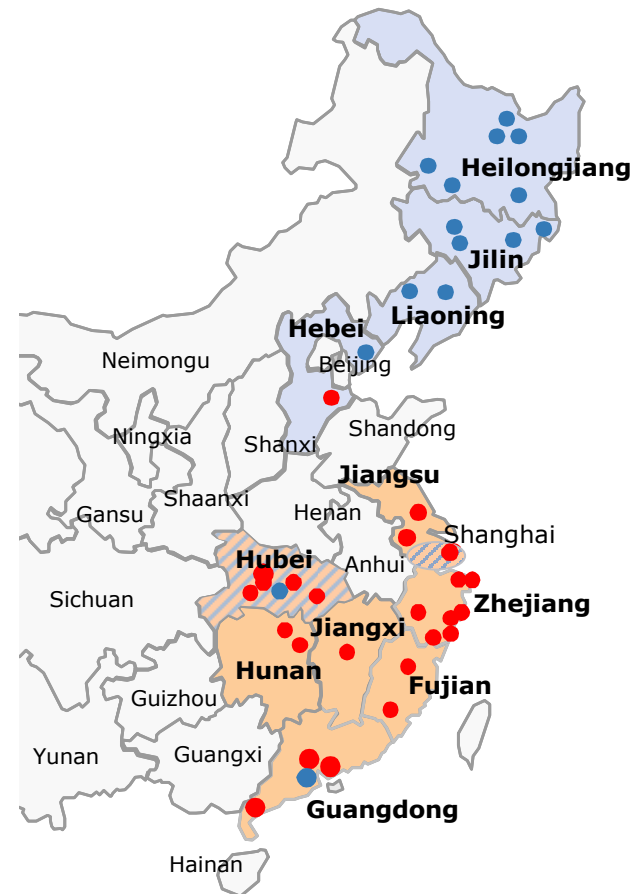 Heilongjiang
Jilin
Liaoning
Hebei
Neimongu
Beijing
Shandong
Ningxia
Shanxi
Jiangsu
Shaanxi
Gansu
Henan
Shanghai
Hubei
Anhui
Sichuan
Zhejiang
Jiangxi
Hunan
Fujian
Guizhou
Yunan
Guangxi
Guangdong
Hainan